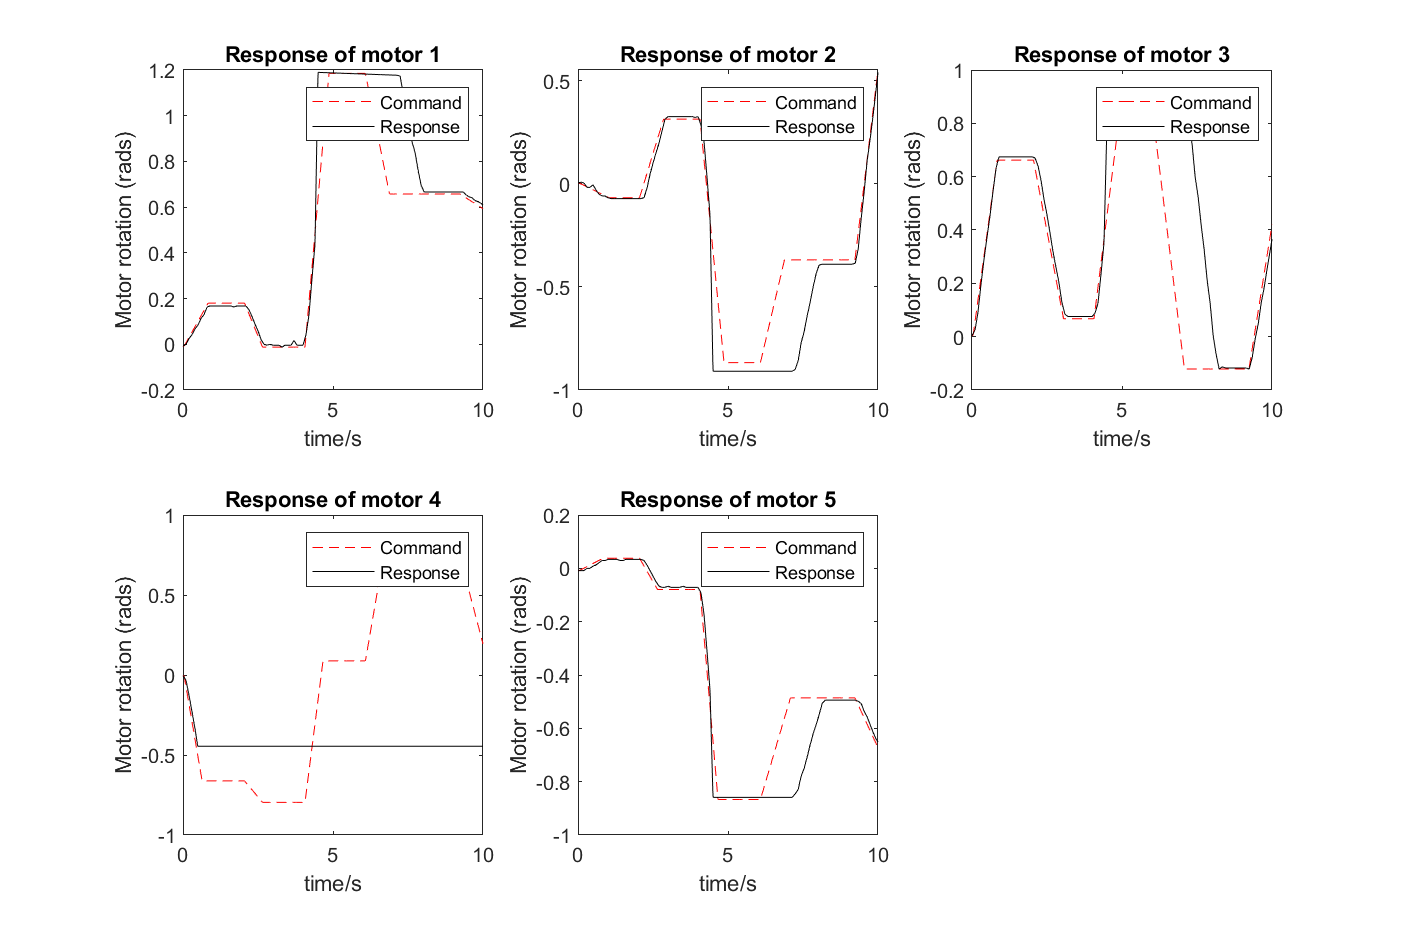 Response of motor 1
Motor rotation (rads)
1.2
1
0.8
0.6
0.4
0.2
0
-0.2
0
5
10
time/s
Command
Response
Response of motor 2
Motor rotation (rads)
0.5
0
-0.5
-1
0
5
10
time/s
Command
Response
Response of motor 3
Motor rotation (rads)
1
0.8
0.6
0.4
0.2
0
-0.2
0
5
10
time/s
Command
Response
Response of motor 4
Motor rotation (rads)
1
0.5
0
-0.5
-1
0
5
10
time/s
Command
Response
Response of motor 5
Motor rotation (rads)
0.2
0
-0.2
-0.4
-0.6
-0.8
-1
0
5
10
time/s
Command
Response